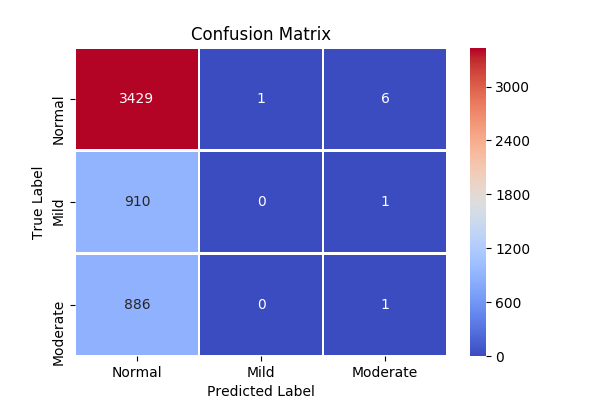 Confusion Matrix
True Label
Normal
3429 1 6
Mild
910 0 1
Moderate
886 0 1
Normal Mild Moderate
Predicted Label
3000
2400
1800
1200
600
0